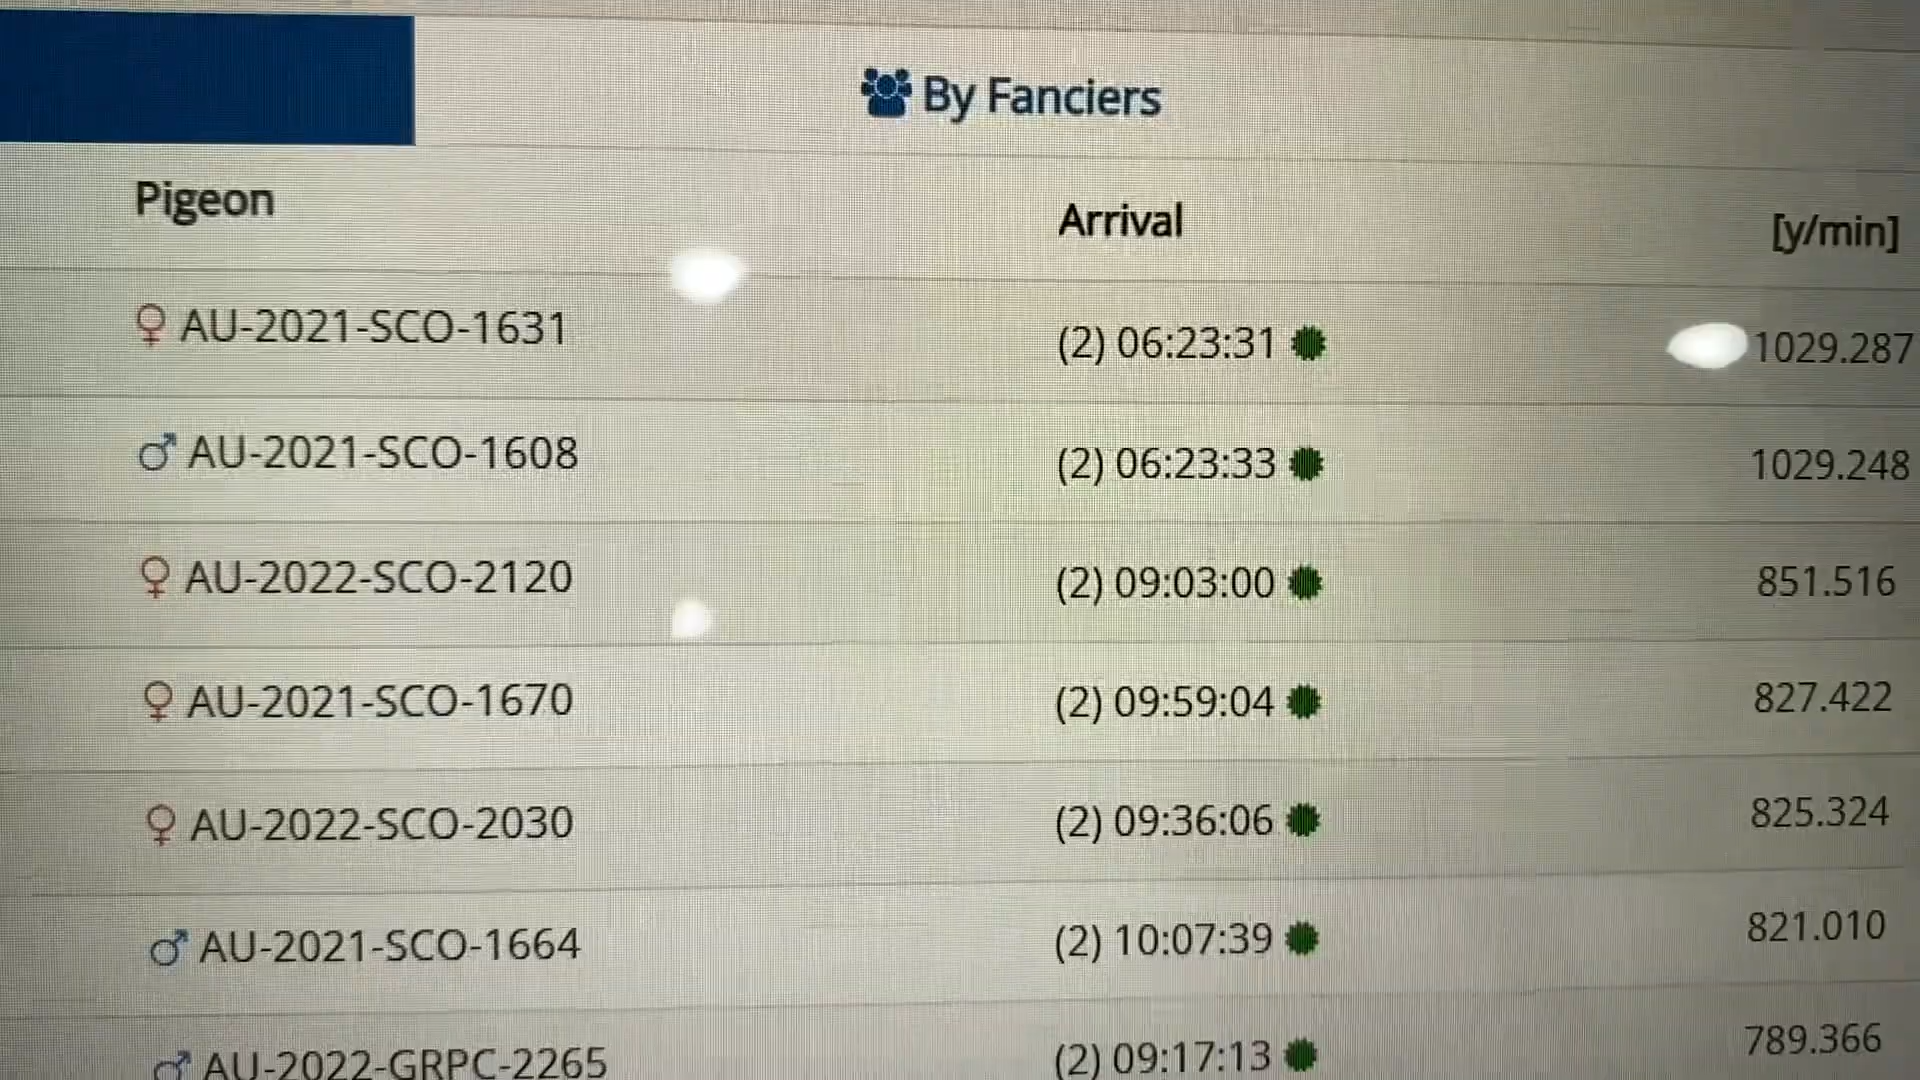 By Fanciers
Pigeon Arrival [y/min]
♀ AU-2021-SCO-1631 (2) 06:23:31 1029.287
♂ AU-2021-SCO-1608 (2) 06:23:33 1029.248
♀ AU-2022-SCO-2120 (2) 09:03:00 851.516
♀ AU-2021-SCO-1670 (2) 09:59:04 827.422
♀ AU-2022-SCO-2030 (2) 09:36:06 825.324
♂ AU-2021-SCO-1664 (2) 10:07:39 821.010
♂ AU-2022-GRPC-2265 (2) 09:17:13 789.366